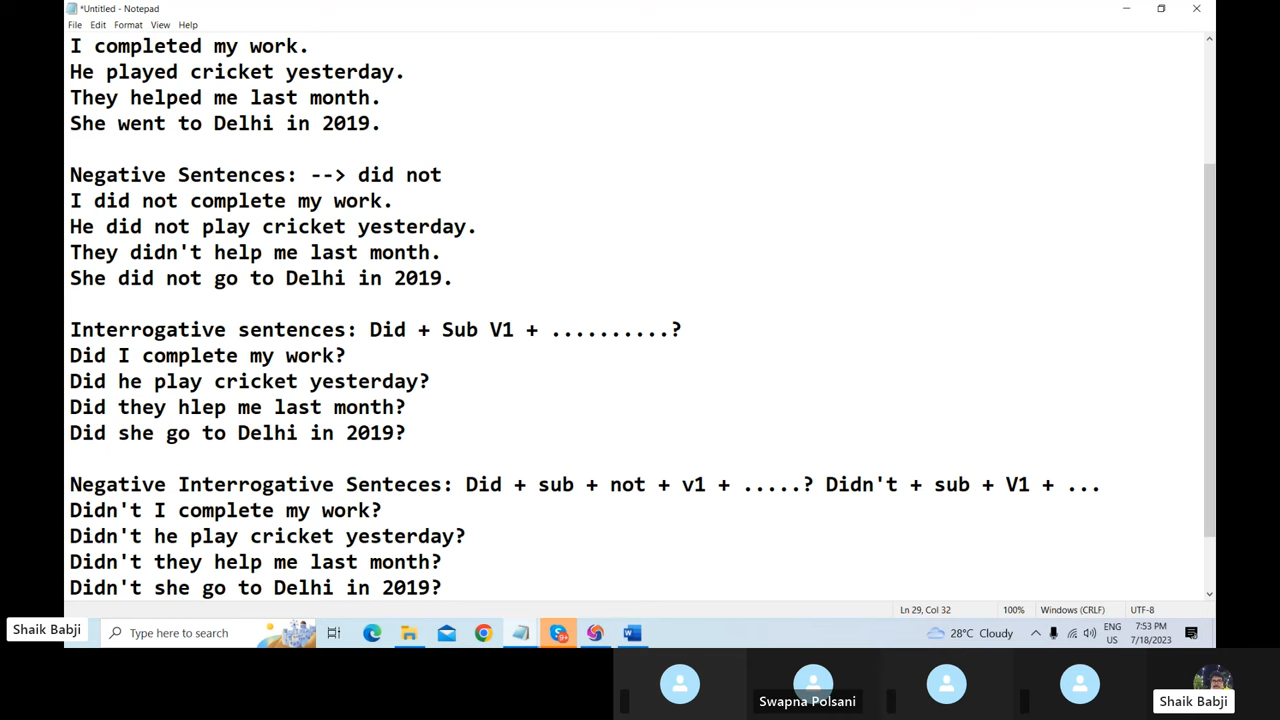 *Untitled - Notepad
File Edit Format View Help
I completed my work.
He played cricket yesterday.
They helped me last month.
She went to Delhi in 2019.
Negative Sentences: --> did not
I did not complete my work.
He did not play cricket yesterday.
They didn't help me last month.
She did not go to Delhi in 2019.
Interrogative sentences: Did + Sub V1 + ..........?
Did I complete my work?
Did he play cricket yesterday?
Did they hlep me last month?
Did she go to Delhi in 2019?
Negative Interrogative Senteces: Did + sub + not + v1 + .....? Didn't + sub + V1 + ...
Didn't I complete my work?
Didn't he play cricket yesterday?
Didn't they help me last month?
Didn't she go to Delhi in 2019?
Ln 29, Col 32 100% Windows (CRLF) UTF-8
Shaik Babji
Type here to search
9+
28°C Cloudy
ENG
US
7:53 PM
7/18/2023
Swapna Polsani
Shaik Babji